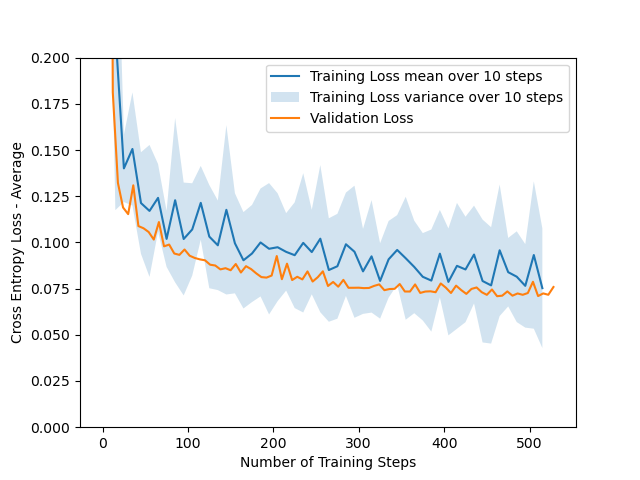 Training Loss mean over 10 steps
Training Loss variance over 10 steps
Validation Loss
0.200
0.175
0.150
0.125
0.100
0.075
0.050
0.025
0.000
Cross Entropy Loss - Average
0 100 200 300 400 500
Number of Training Steps